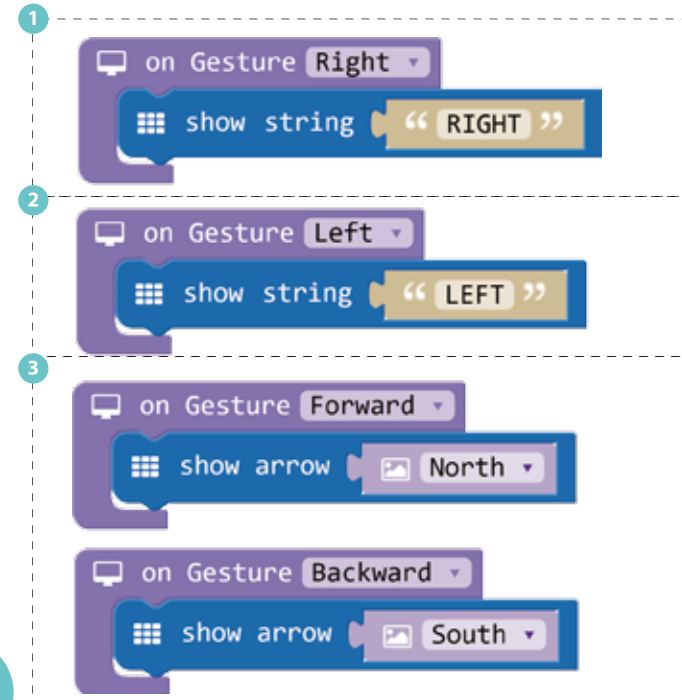 1
on Gesture Right
show string “ RIGHT ”
2
on Gesture Left
show string “ LEFT ”
3
on Gesture Forward
show arrow North
on Gesture Backward
show arrow South